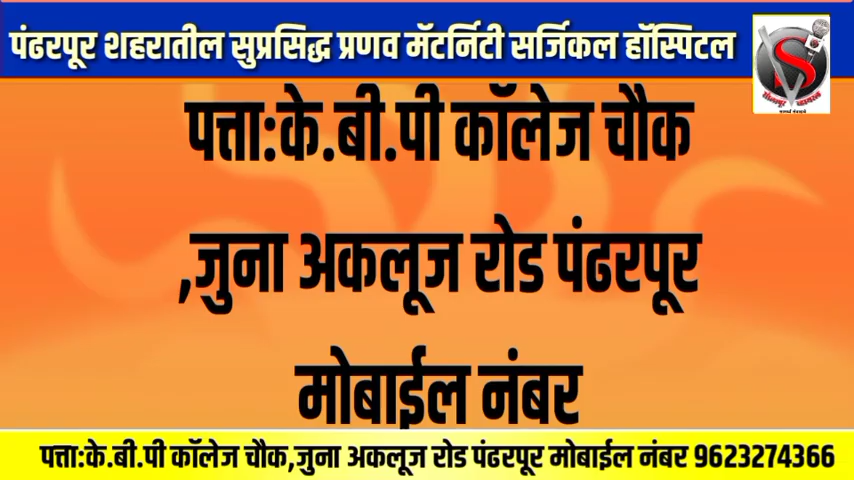 पंढरपूर शहरातील सुप्रसिद्ध प्रणव मॅटर्निटी सर्जिकल हॉस्पिटल
पत्ता:के.बी.पी कॉलेज चौक
,जुना अकलूज रोड पंढरपूर
मोबाईल नंबर
पत्ता:के.बी.पी कॉलेज चौक,जुना अकलूज रोड पंढरपूर मोबाईल नंबर 9623274366